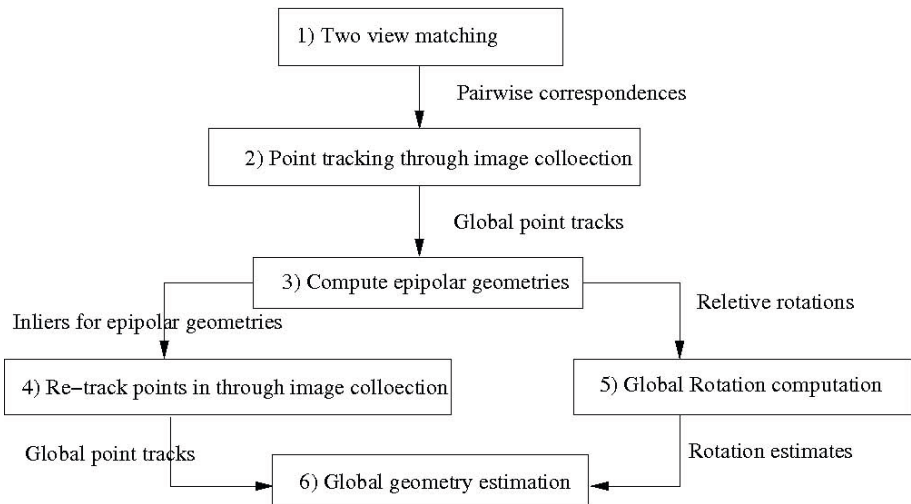 1) Two view matching
Pairwise correspondences
2) Point tracking through image colloection
Global point tracks
3) Compute epipolar geometries
Inliers for epipolar geometries
Reletive rotations
4) Re-track points in through image colloection
5) Global Rotation computation
Global point tracks
Rotation estimates
6) Global geometry estimation